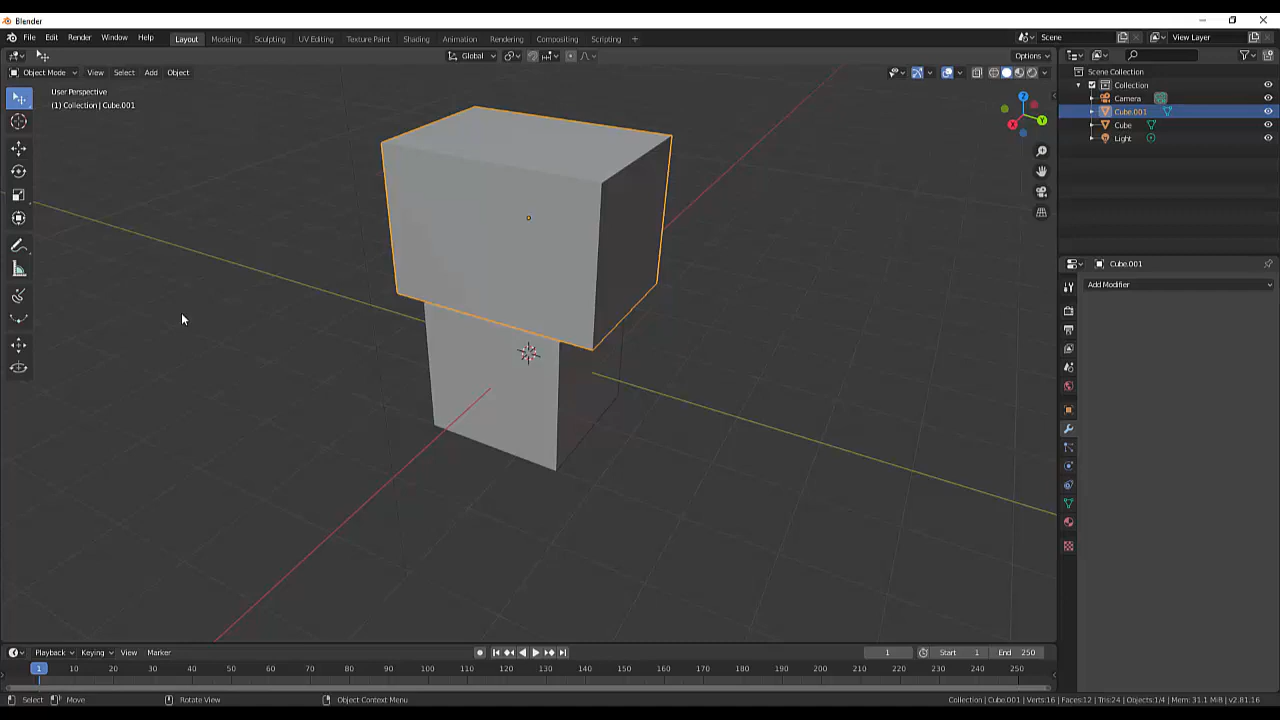 Blender
File Edit Render Window Help Layout Modeling Sculpting UV Editing Texture Paint Shading Animation Rendering Compositing Scripting + Scene View Layer
Global Options
Object Mode View Select Add Object
User Perspective
(1) Collection | Cube.001
Z
Y
X
Scene Collection
Collection
Camera
Cube.001
Cube
Light
Cube.001
Add Modifier
Playback Keying View Marker 1 Start 1 End 250
1 10 20 30 40 50 60 70 80 90 100 110 120 130 140 150 160 170 180 190 200 210 220 230 240 250
Select Move Rotate View Object Context Menu Collection | Cube.001 | Verts:16 | Faces:12 | Tris:24 | Objects:1/4 | Mem: 31.1 MiB | v2.81.16